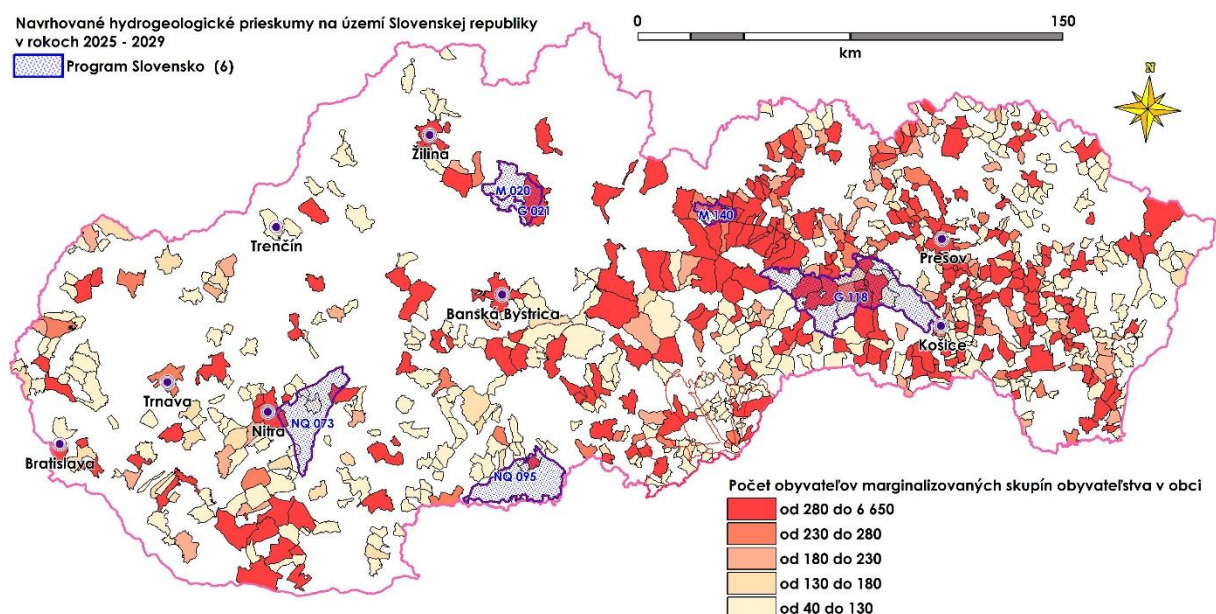 Navrhované hydrogeologické prieskumy na území Slovenskej republiky
v rokoch 2025 - 2029
Program Slovensko (6)
0 150
km
N
Žilina
M 020
G 021
M 140
Trenčín
Prešov
Banská Bystrica
G 118
Košice
Trnava
Nitra
NQ 073
Bratislava
NQ 095
Počet obyvateľov marginalizovaných skupín obyvateľstva v obci
od 280 do 6 650
od 230 do 280
od 180 do 230
od 130 do 180
od 40 do 130